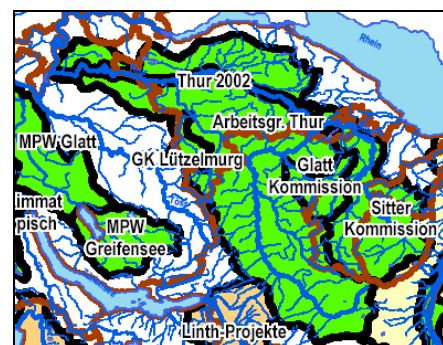 Rhein
Thur 2002
Arbeitsgr. Thur
MPW Glatt
GK Lützelmurg
Glatt
Kommission
immat
pisch
MPW
Greifensee
Sitter
Kommission
Linth-Projekte